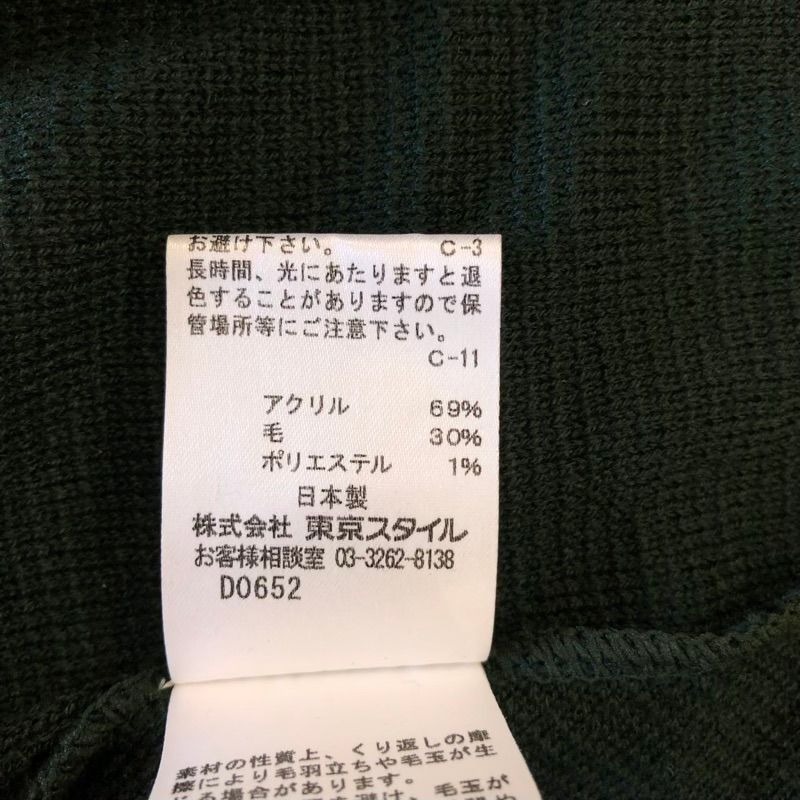 お避け下さい。 C-3
長時間、光にあたりますと退
色することがありますので保
管場所等にご注意下さい。
C-11
アクリル 69%
毛 30%
ポリエステル 1%
日本製
株式会社 東京スタイル
お客様相談室 03-3262-8138
D0652
素材の性質上、くり返しの摩
擦により毛羽立ちや毛玉が生
じる場合があります。
を避け、毛玉が